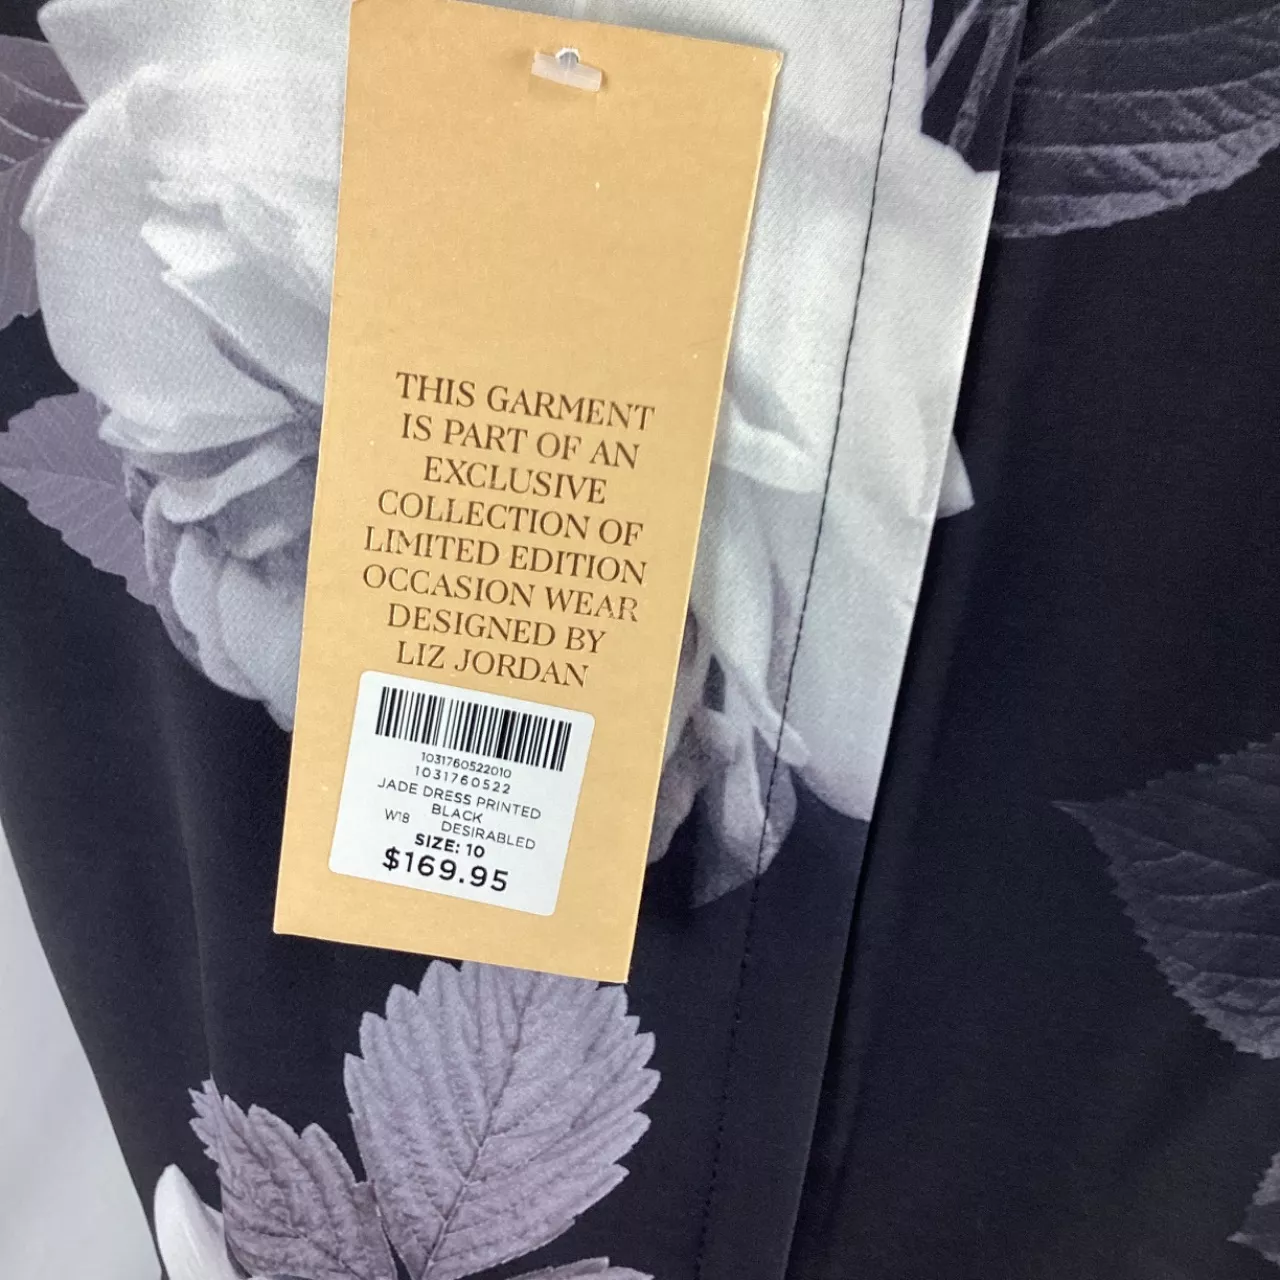 THIS GARMENT
IS PART OF AN
EXCLUSIVE
COLLECTION OF
LIMITED EDITION
OCCASION WEAR
DESIGNED BY
LIZ JORDAN
1031760522010
1031760522
JADE DRESS PRINTED
BLACK
W18 DESIRABLED
SIZE: 10
$169.95